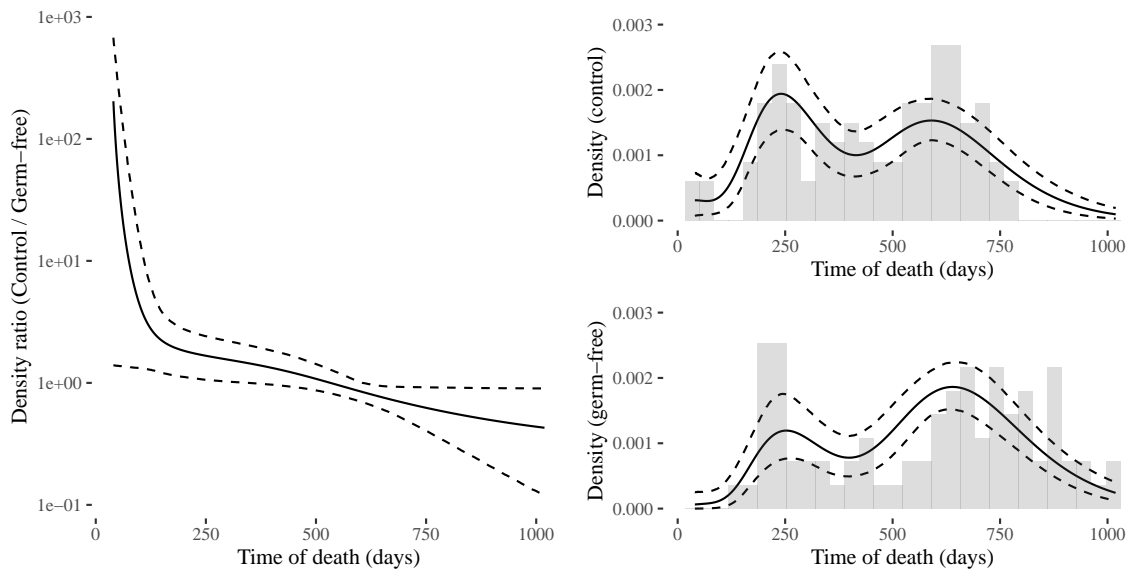 Density ratio (Control / Germ−free)
1e+03
1e+02
1e+01
1e+00
1e−01
0
250
500
750
1000
Time of death (days)
Density (control)
0.003
0.002
0.001
0.000
0
250
500
750
1000
Time of death (days)
Density (germ−free)
0.003
0.002
0.001
0.000
0
250
500
750
1000
Time of death (days)